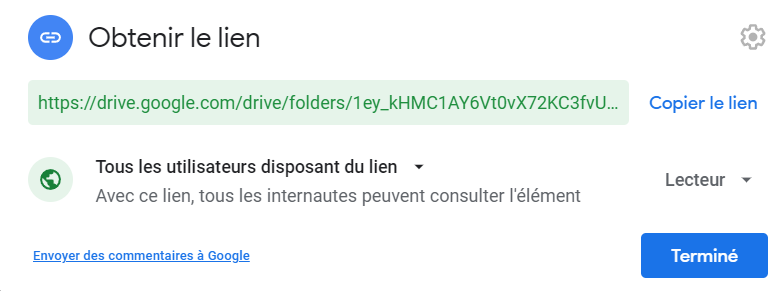 Obtenir le lien
https://drive.google.com/drive/folders/1ey_kHMC1AY6Vt0vX72KC3fvU...
Copier le lien
Tous les utilisateurs disposant du lien
Avec ce lien, tous les internautes peuvent consulter l'élément
Lecteur
Envoyer des commentaires à Google
Terminé